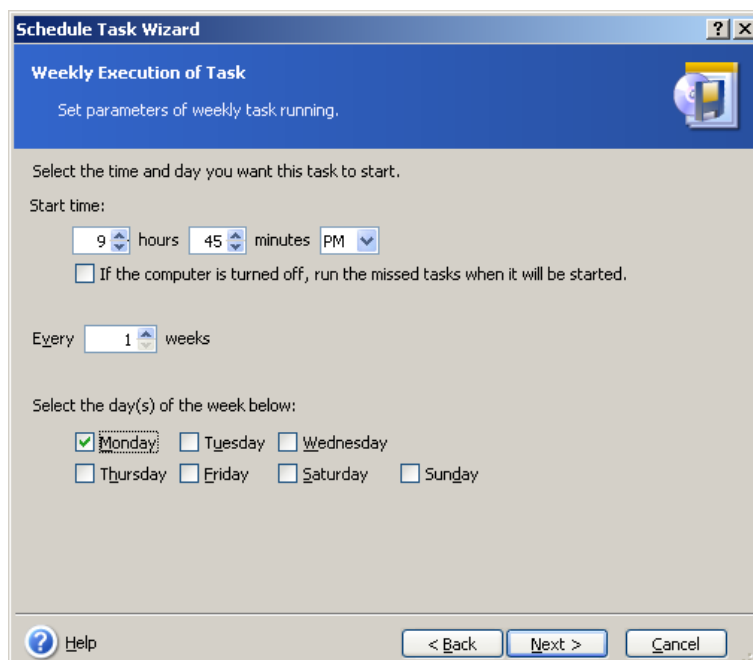 Schedule Task Wizard
Weekly Execution of Task
Set parameters of weekly task running.
Select the time and day you want this task to start.
Start time:
9 hours 45 minutes PM
If the computer is turned off, run the missed tasks when it will be started.
Every 1 weeks
Select the day(s) of the week below:
Monday Tuesday Wednesday
Thursday Friday Saturday Sunday
Help < Back Next > Cancel